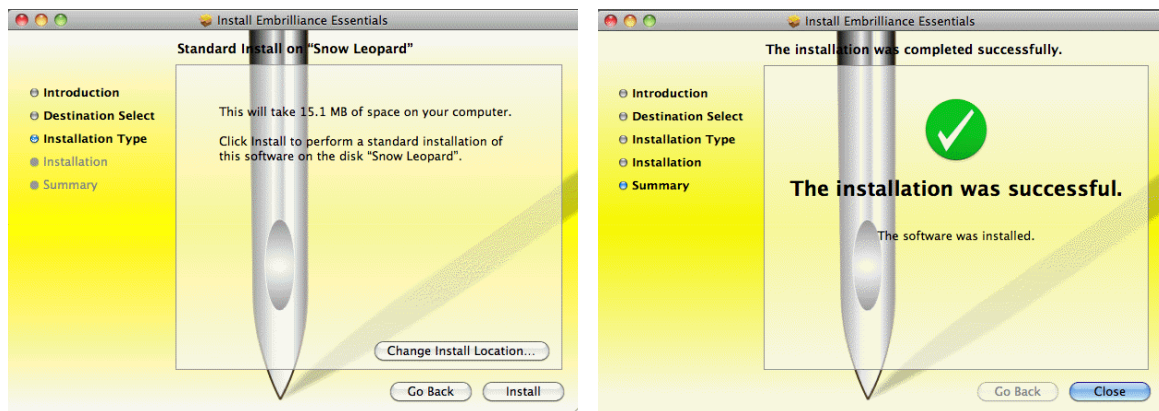 Install Embrilliance Essentials
Standard Install on “Snow Leopard”
Introduction
Destination Select
Installation Type
Installation
Summary
This will take 15.1 MB of space on your computer.
Click Install to perform a standard installation of
this software on the disk “Snow Leopard”.
Change Install Location...
Go Back
Install
Install Embrilliance Essentials
The installation was completed successfully.
Introduction
Destination Select
Installation Type
Installation
Summary
The installation was successful.
The software was installed.
Go Back
Close